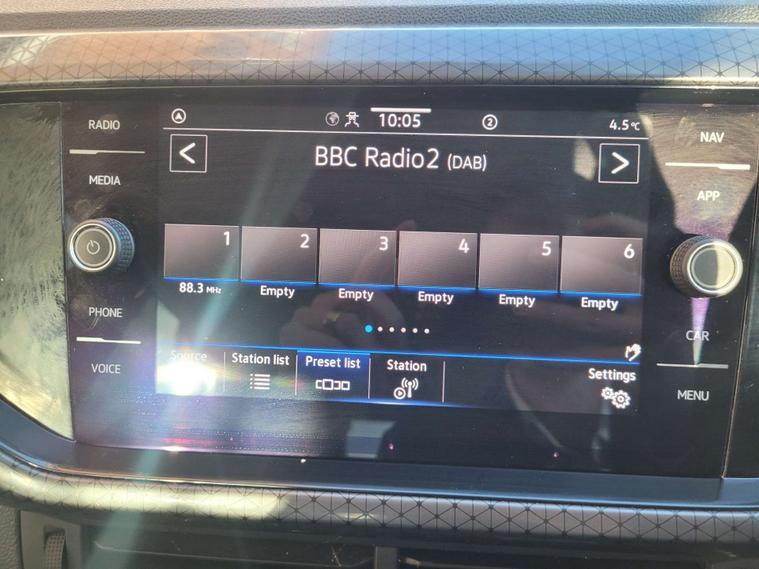 RADIO
MEDIA
PHONE
VOICE
10:05
2
4.5°C
BBC Radio2 (DAB)
1 2 3 4 5 6
88.3 MHz Empty Empty Empty Empty Empty
Source Station list Preset list Station Settings
NAV
APP
CAR
MENU